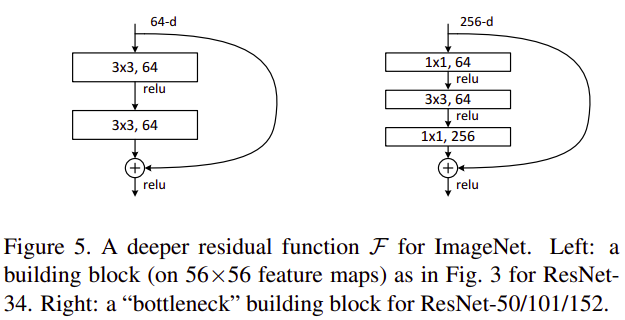 64-d
3x3, 64
relu
3x3, 64
+
relu
256-d
1x1, 64
relu
3x3, 64
relu
1x1, 256
+
relu
Figure 5. A deeper residual function F for ImageNet. Left: a
building block (on 56×56 feature maps) as in Fig. 3 for ResNet-
34. Right: a “bottleneck” building block for ResNet-50/101/152.